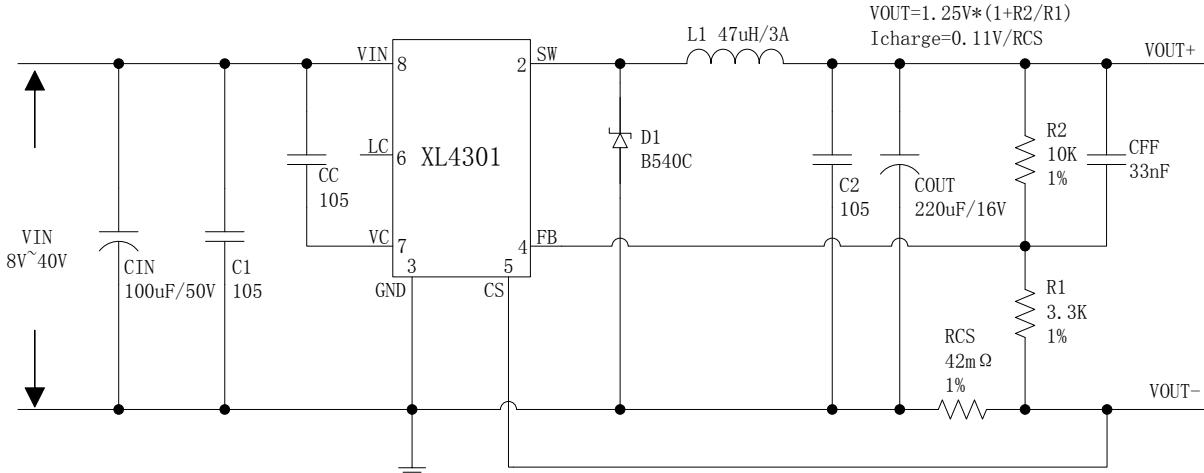 VOUT=1.25V*(1+R2/R1)
Icharge=0.11V/RCS
L1 47uH/3A
VOUT+
VIN
8
2
SW
D1
B540C
R2
10K
1%
CFF
33nF
LC
6
XL4301
CC
105
C2
105
COUT
220uF/16V
VIN
8V~40V
CIN
100uF/50V
C1
105
VC
7
4
FB
3
5
GND
CS
R1
3.3K
1%
RCS
42mΩ
1%
VOUT-